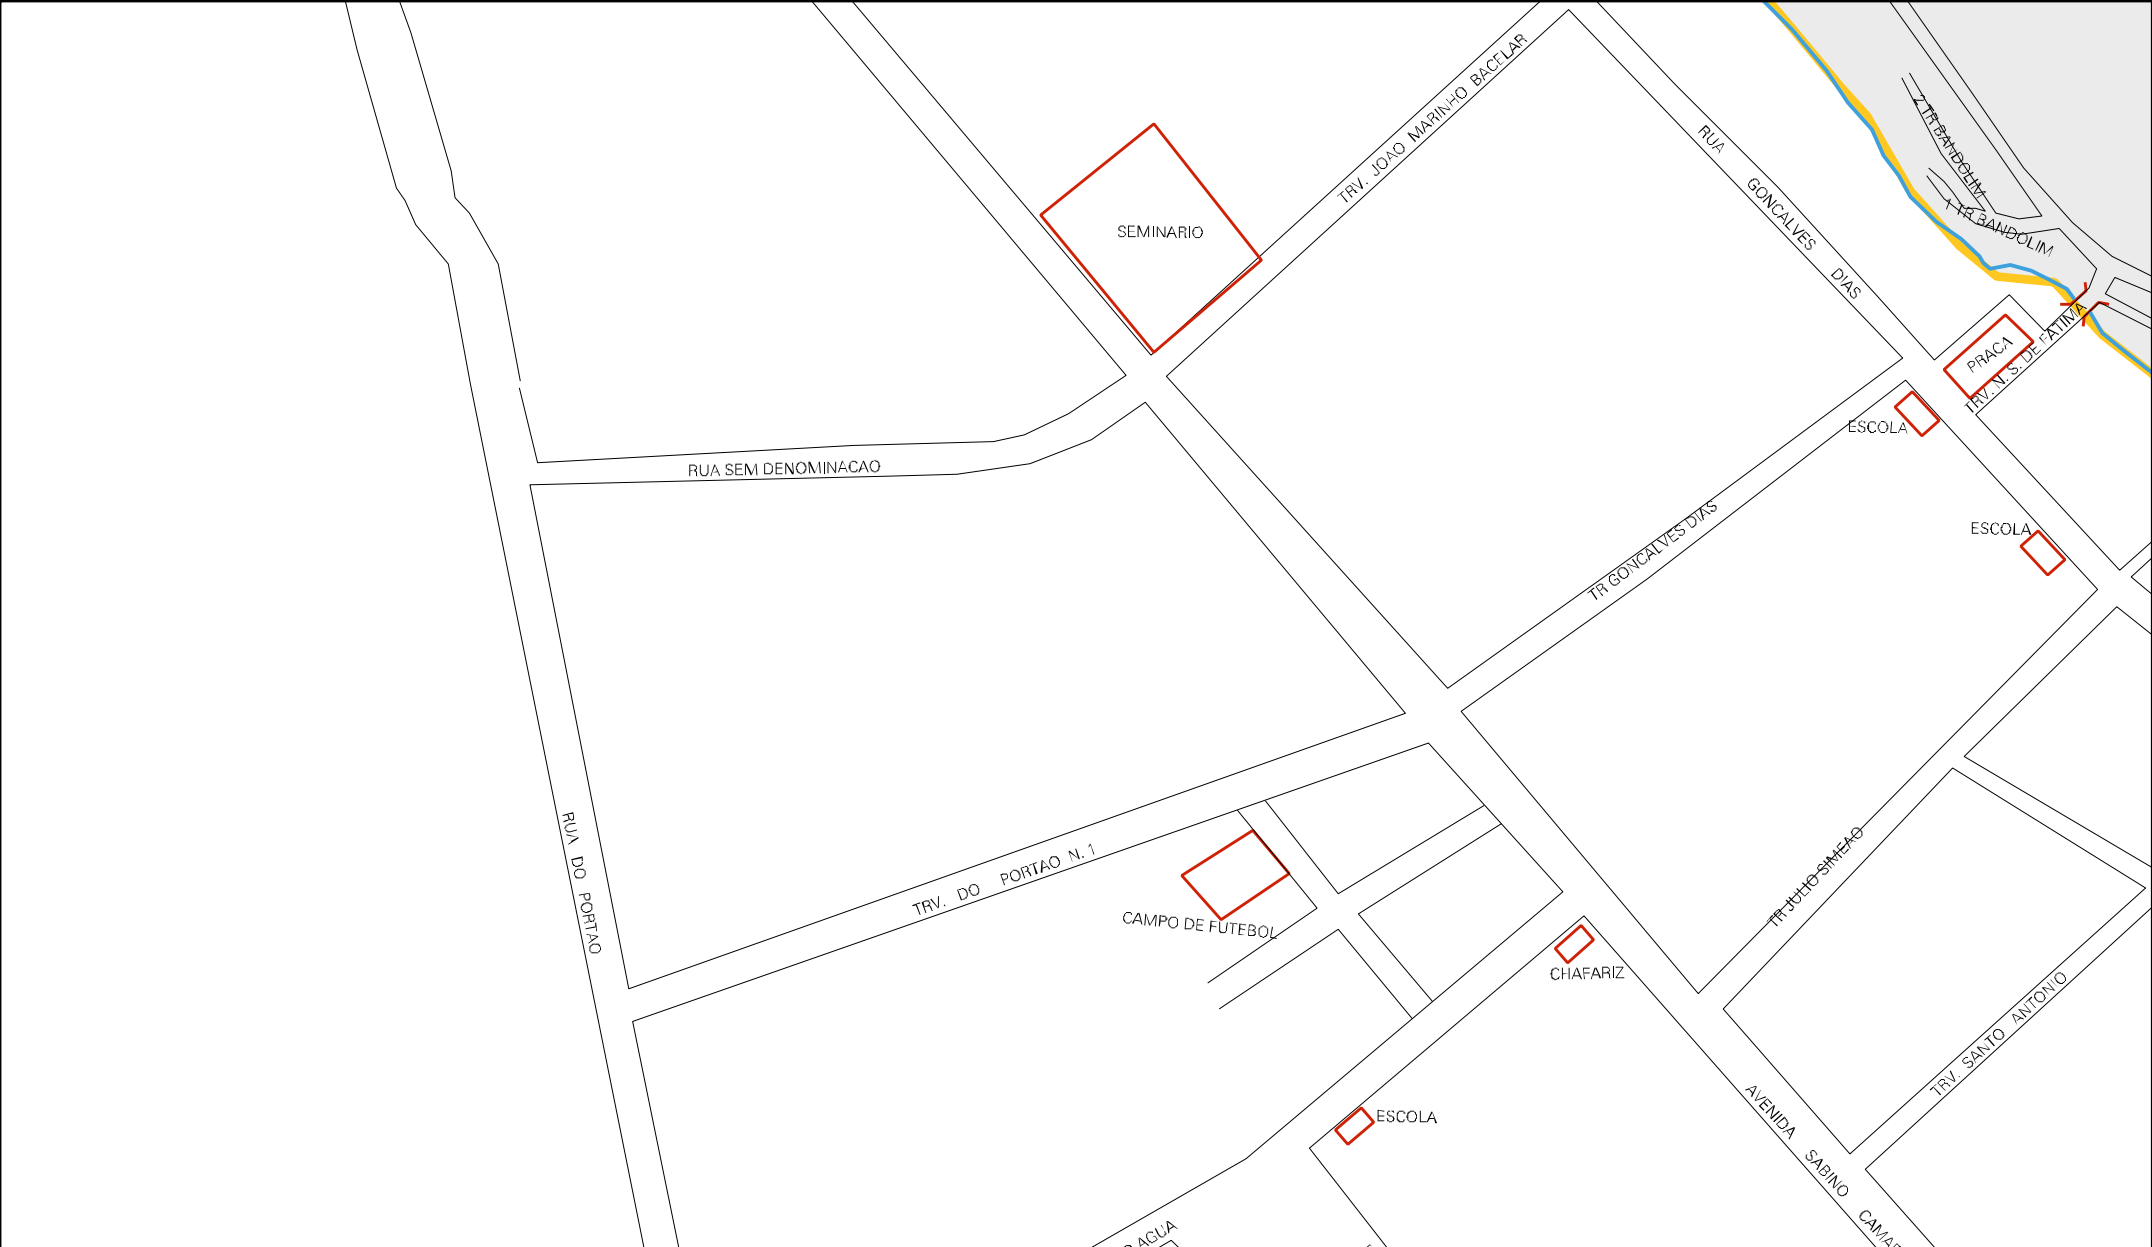 TRV. JOAO MARINHO BACELAR
RUA GONCALVES DIAS
2 TR BANDOLIM
1 TR BANDOLIM
SEMINARIO
PRACA
TRV. N. S. DE FATIMA
ESCOLA
RUA SEM DENOMINACAO
ESCOLA
TR GONCALVES DIAS
RUA DO PORTAO
TRV. DO PORTAO N. 1
TR JULIO SIMEAO
CAMPO DE FUTEBOL
CHAFARIZ
TRV. SANTO ANTONIO
ESCOLA
AVENIDA SABINO
AGUA